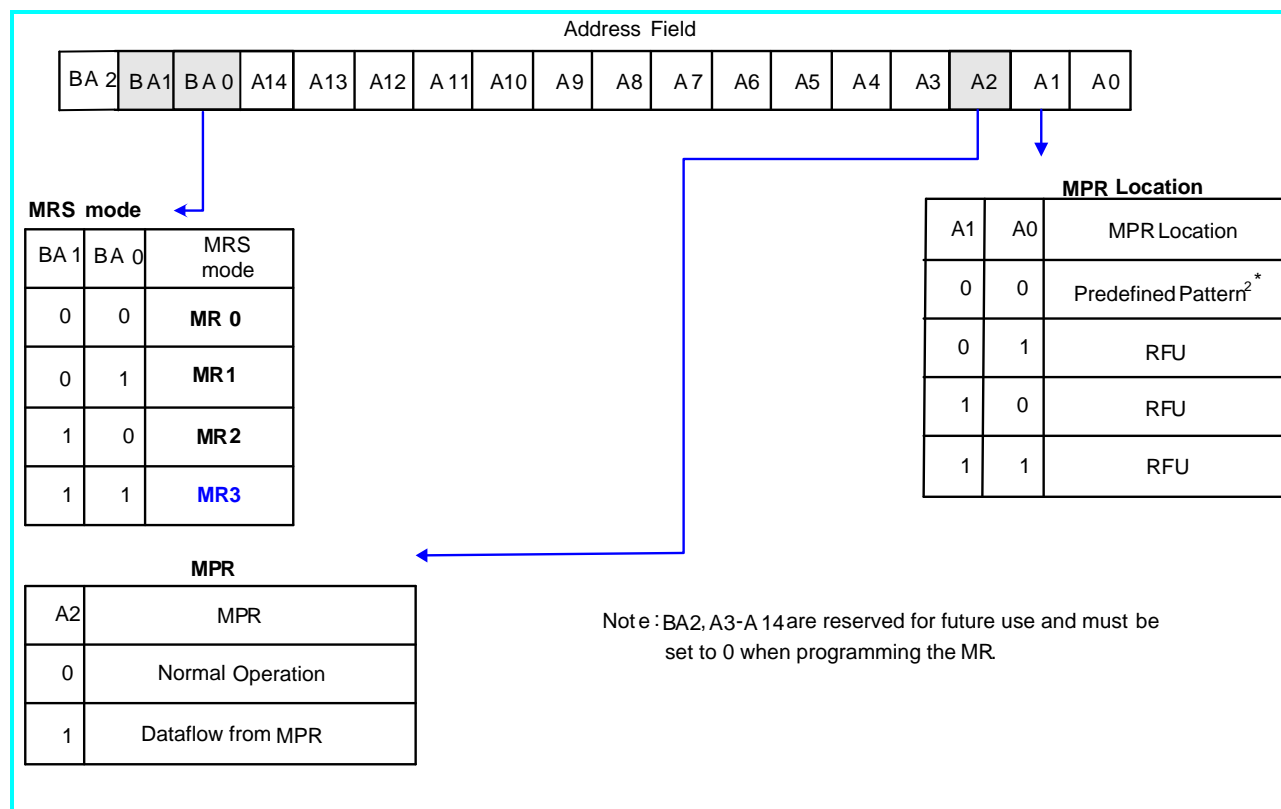 Address Field
BA 2 BA1 BA 0 A14 A13 A12 A 11 A10 A 9 A8 A 7 A6 A5 A 4 A3 A2 A1 A 0
MRS mode
BA 1 BA 0 MRS mode
0 0 MR 0
0 1 MR1
1 0 MR2
1 1 MR3
MPR Location
A1 A0 MPR Location
0 0 Predefined Pattern2*
0 1 RFU
1 0 RFU
1 1 RFU
MPR
A2 MPR
0 Normal Operation
1 Dataflow from MPR
Note : BA2, A3-A 14 are reserved for future use and must be
set to 0 when programming the MR.